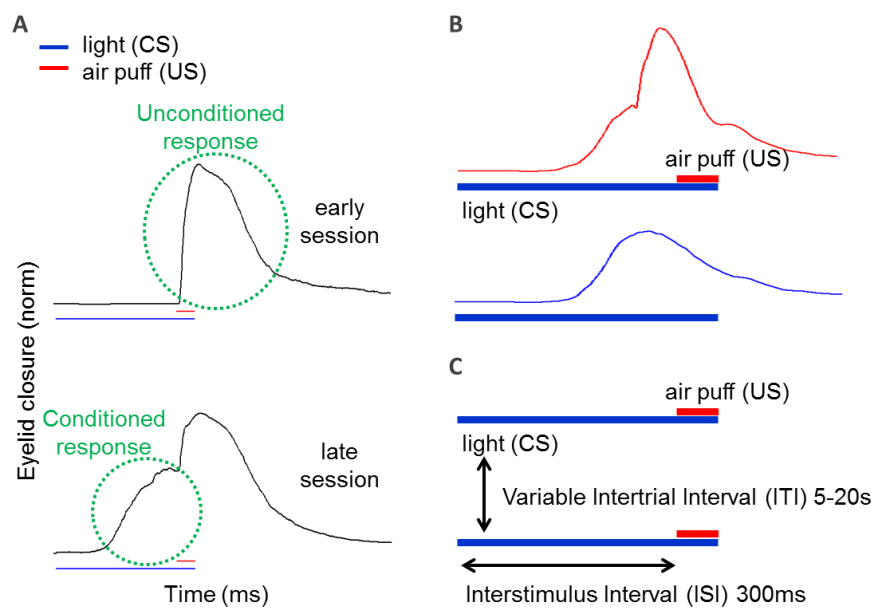 A
light (CS)
air puff (US)
Unconditioned
response
early
session
Conditioned
response
late
session
Eyelid closure (norm)
Time (ms)
B
air puff (US)
light (CS)
C
air puff (US)
light (CS)
Variable Intertrial Interval (ITI) 5-20s
Interstimulus Interval (ISI) 300ms